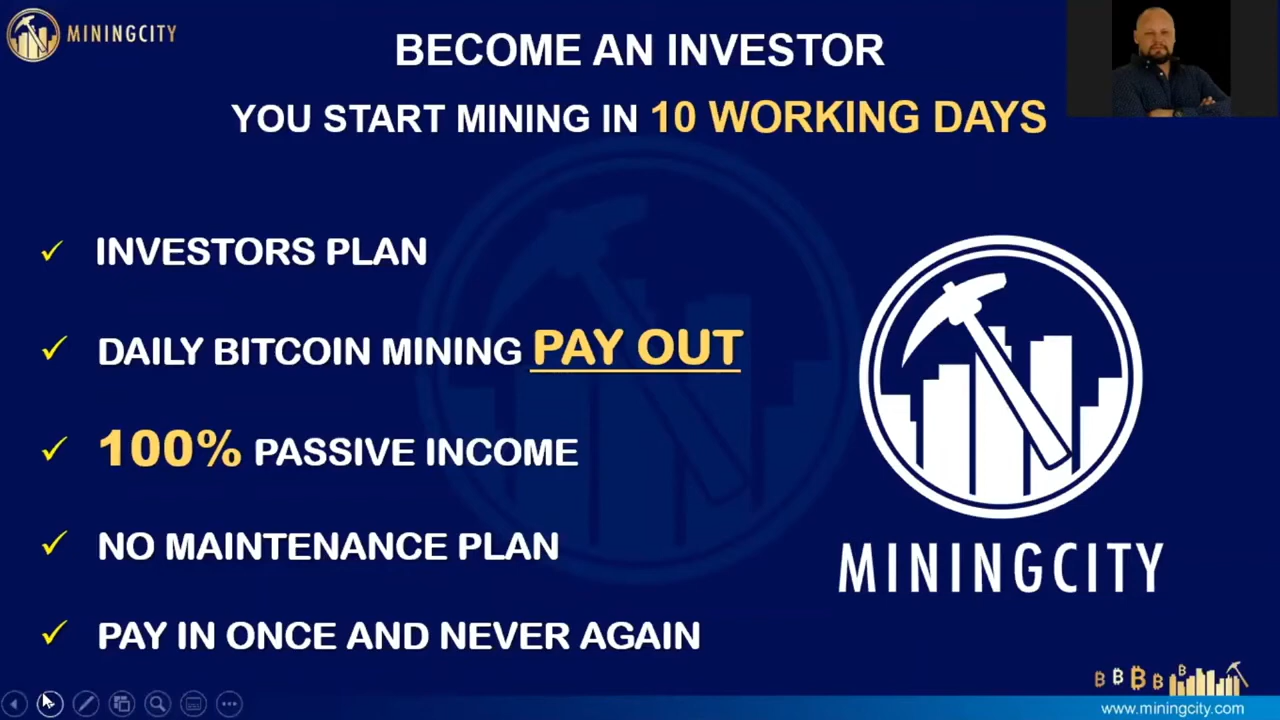 MININGCITY
BECOME AN INVESTOR
YOU START MINING IN 10 WORKING DAYS
INVESTORS PLAN
DAILY BITCOIN MINING PAY OUT
100% PASSIVE INCOME
NO MAINTENANCE PLAN
PAY IN ONCE AND NEVER AGAIN
MININGCITY
www.miningcity.com